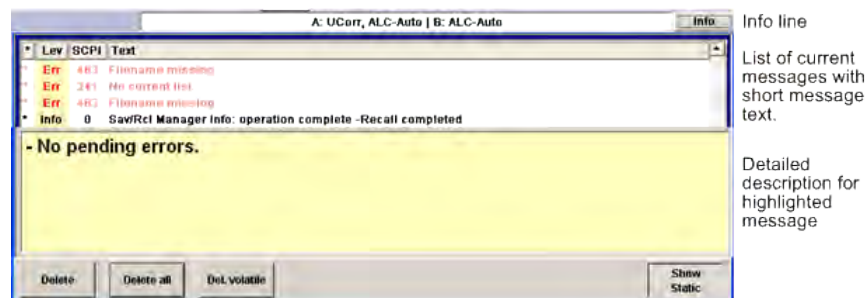 A: UCorr, ALC-Auto | B: ALC-Auto
Info
Info line
* Lev SCPI Text
Err 463 Filename missing
Err 241 No current list
Err 463 Filename missing
* Info 0 Sav/Rcl Manager Info: operation complete -Recall completed
List of current
messages with
short message
text.
- No pending errors.
Detailed
description for
highlighted
message
Delete
Delete all
Del. volatile
Show
Static